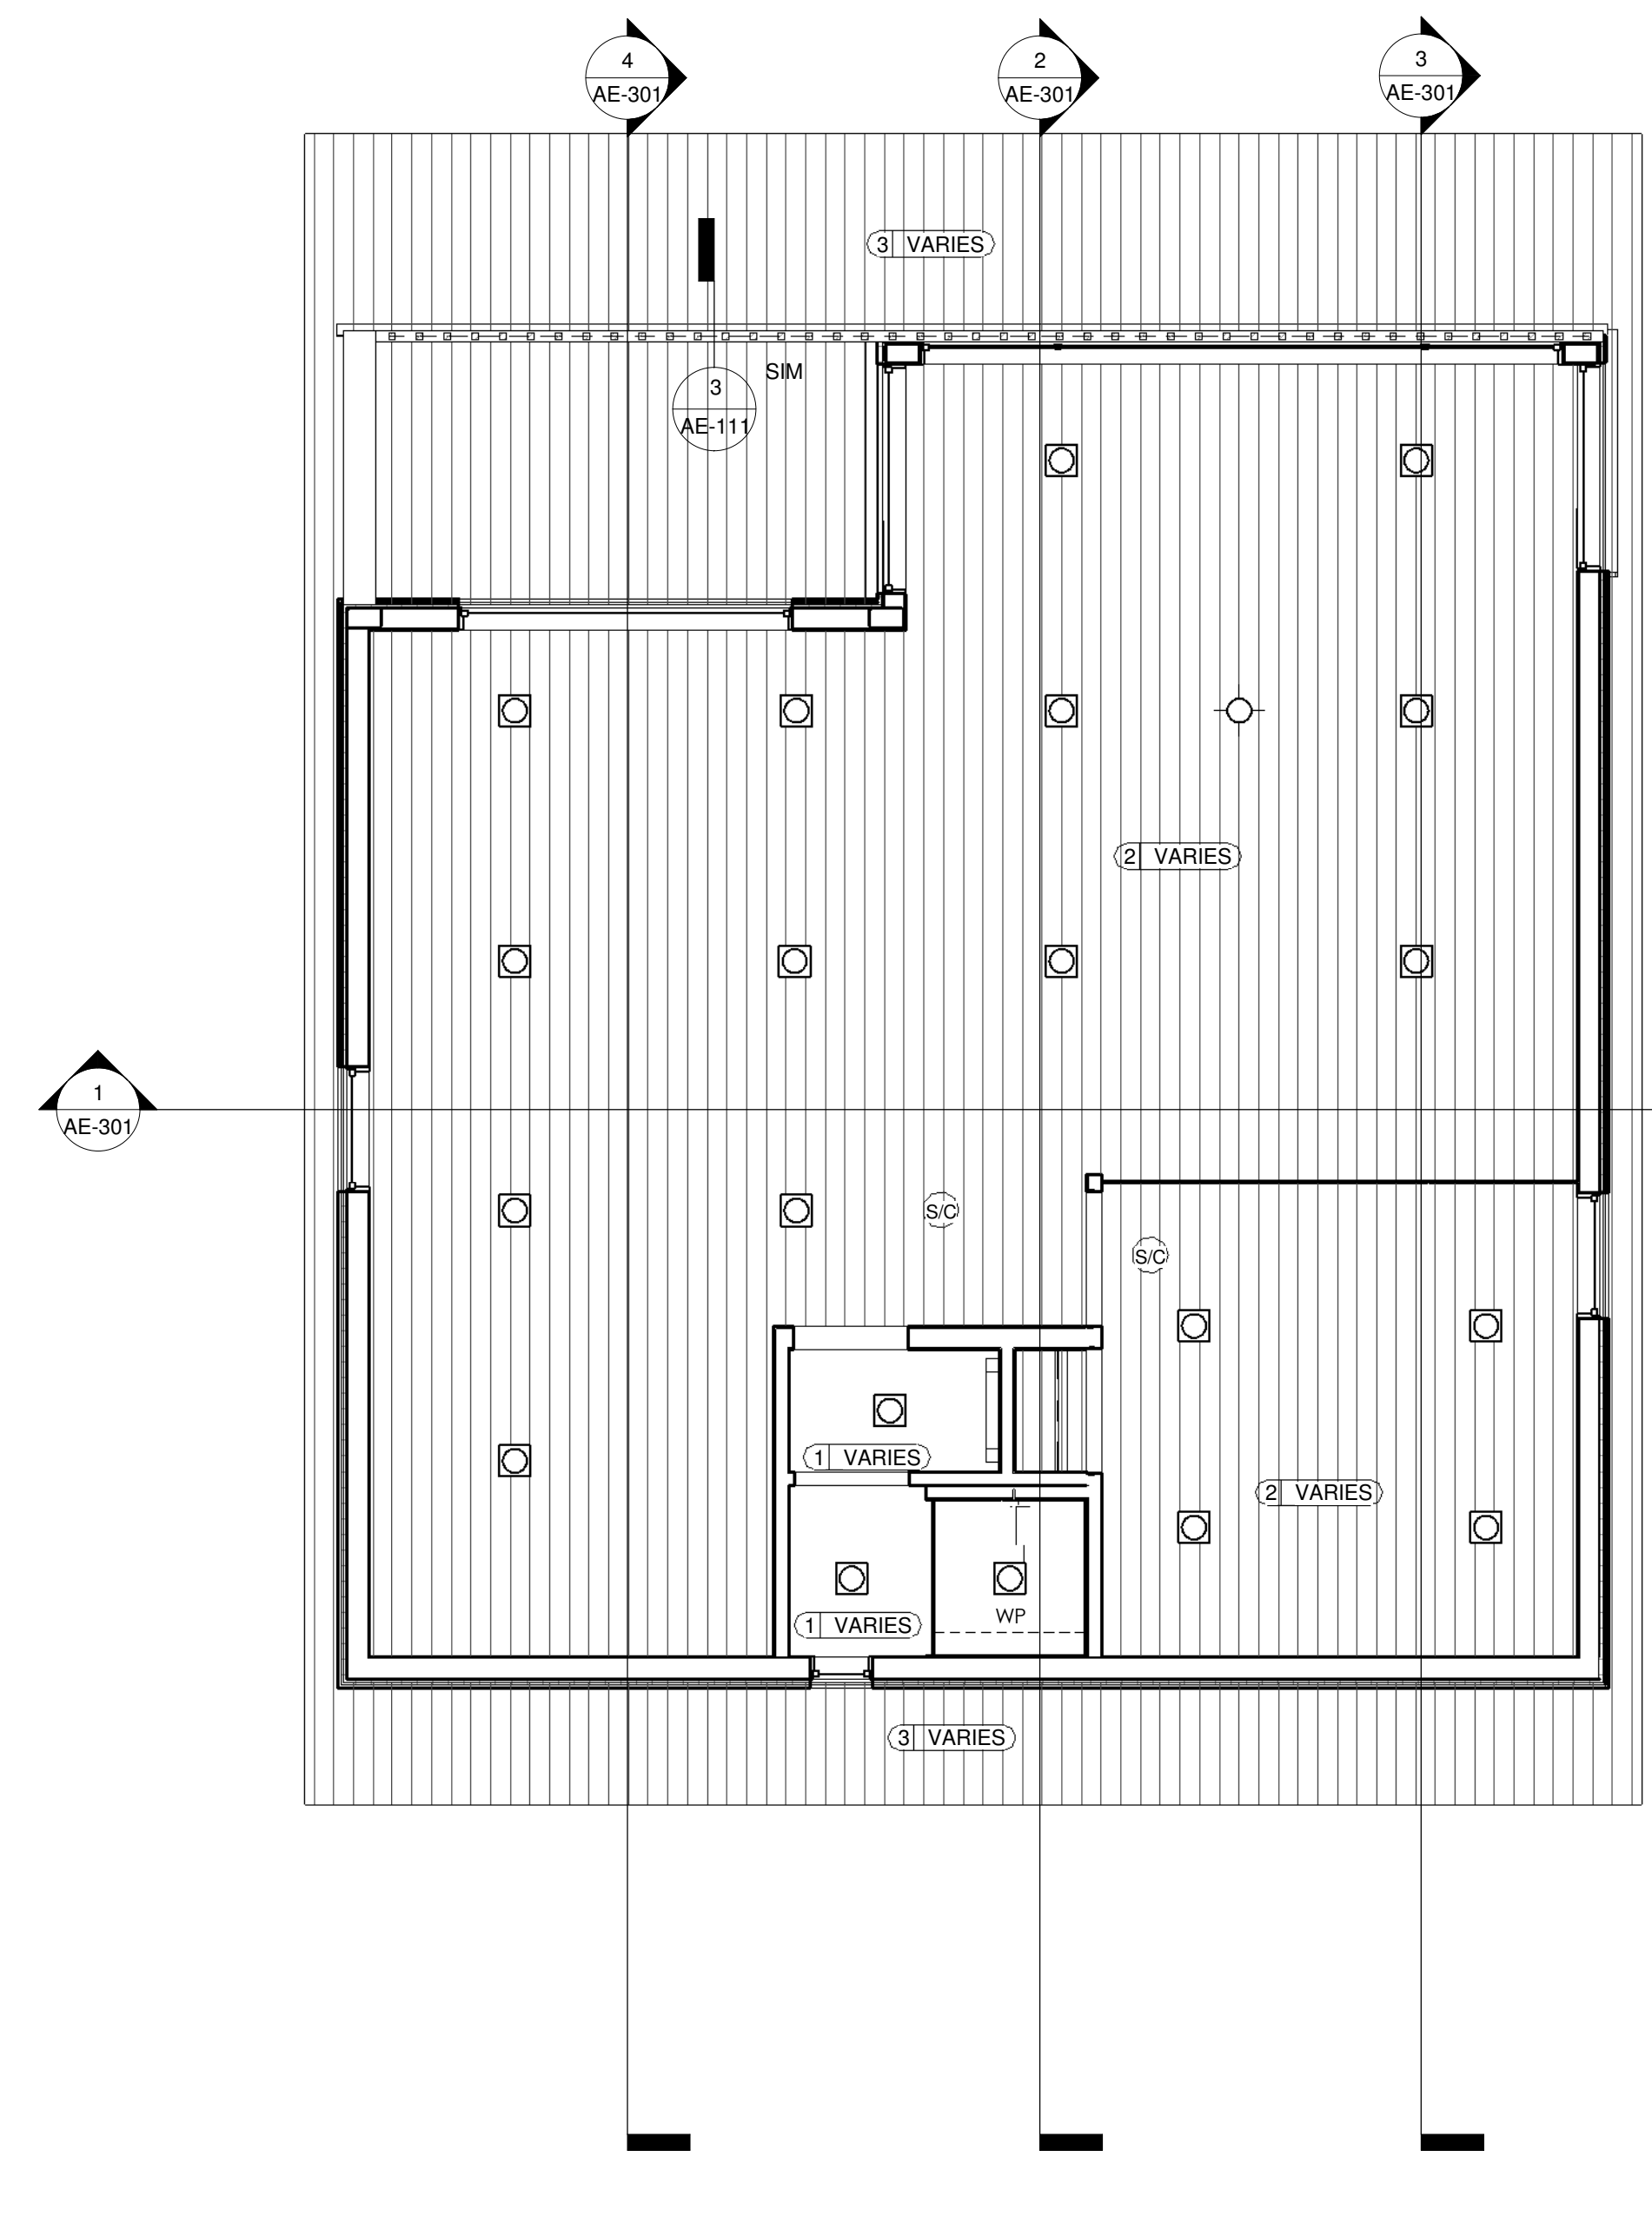 4
AE-301
2
AE-301
3
AE-301
3 VARIES
SIM
3
AE-111
2 VARIES
1
AE-301
S/C
S/C
1 VARIES
2 VARIES
WP
1 VARIES
3 VARIES